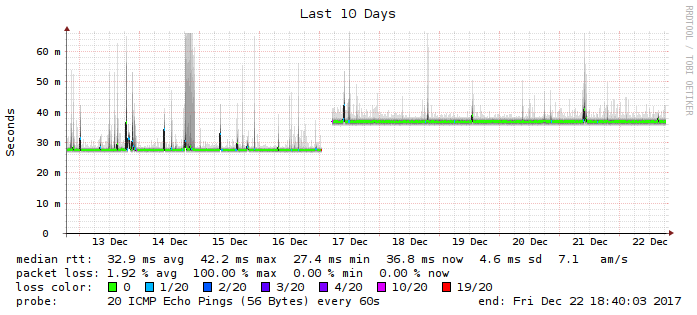 Last 10 Days
RRDTOOL / TOBI OETIKER
Seconds
60 m
50 m
40 m
30 m
20 m
10 m
0
13 Dec 14 Dec 15 Dec 16 Dec 17 Dec 18 Dec 19 Dec 20 Dec 21 Dec 22 Dec
median rtt: 32.9 ms avg 42.2 ms max 27.4 ms min 36.8 ms now 4.6 ms sd 7.1 am/s
packet loss: 1.92 % avg 100.00 % max 0.00 % min 0.00 % now
loss color: 0 1/20 2/20 3/20 4/20 10/20 19/20
probe: 20 ICMP Echo Pings (56 Bytes) every 60s end: Fri Dec 22 18:40:03 2017